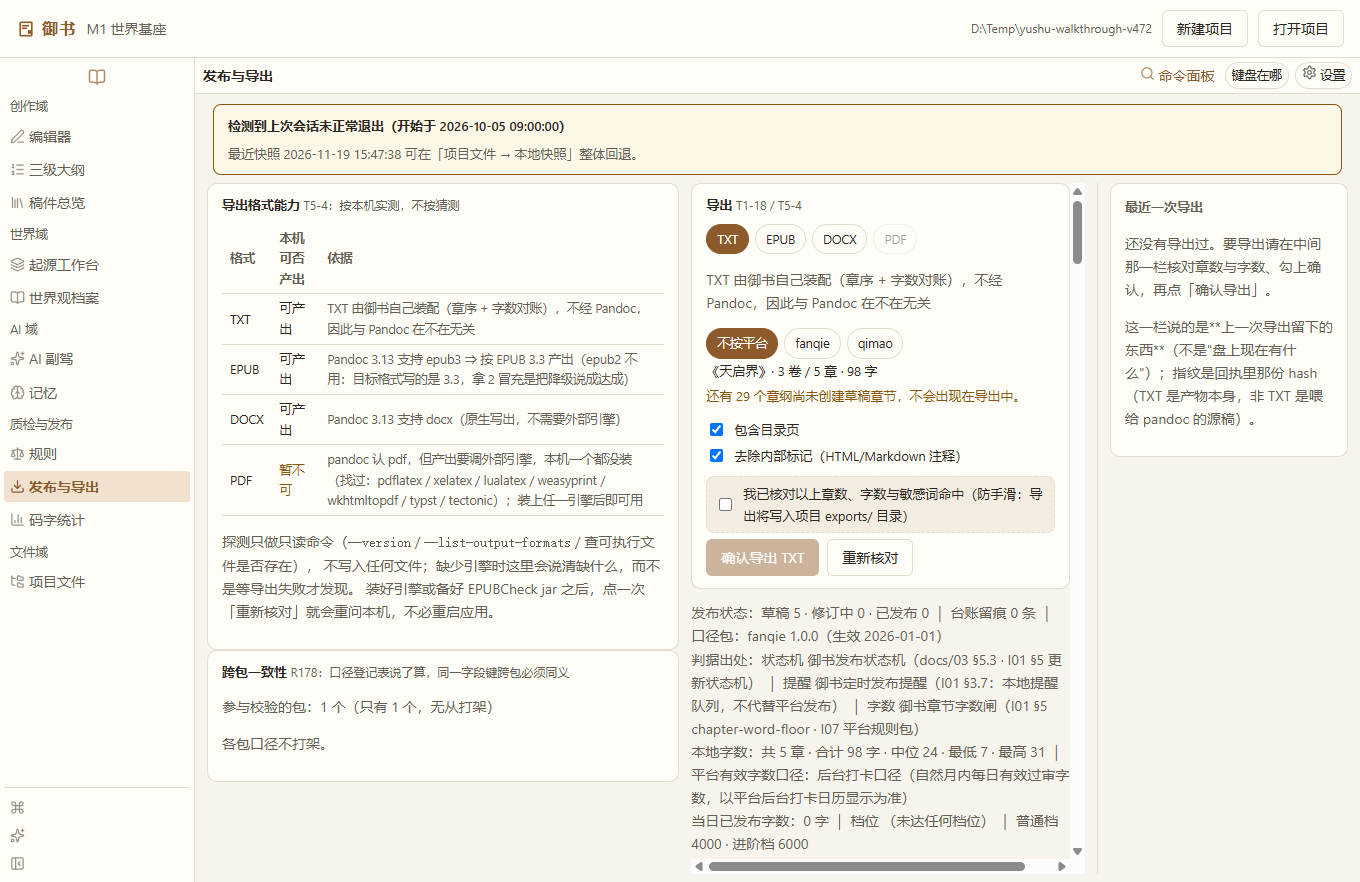 御书 M1 世界基座
D:\Temp\yushu-walkthrough-v472 新建项目 打开项目
创作域
编辑器
三级大纲
稿件总览
世界域
起源工作台
世界观档案
AI 域
AI 副驾
记忆
质检与发布
规则
发布与导出
码字统计
文件域
项目文件
发布与导出
命令面板 键盘在哪 设置
检测到上次会话未正常退出（开始于 2026-10-05 09:00:00）
最近快照 2026-11-19 15:47:38 可在「项目文件 → 本地快照」整体回退。
导出格式能力 T5-4：按本机实测，不按猜测
格式 本机可否产出 依据
TXT 可产出 TXT 由御书自己装配（章序 + 字数对账），不经 Pandoc，
因此与 Pandoc 在不在无关
EPUB 可产出 Pandoc 3.13 支持 epub3 ⇒ 按 EPUB 3.3 产出（epub2 不
用：目标格式写的是 3.3，拿 2 冒充是把降级说成达成）
DOCX 可产出 Pandoc 3.13 支持 docx（原生写出，不需要外部引擎）
PDF 暂不可 pandoc 认 pdf，但产出要调外部引擎，本机一个都没装
（找过：pdflatex / xelatex / lualatex / weasyprint /
wkhtmltopdf / typst / tectonic）；装上任一引擎后即可用
探测只做只读命令（—version / —list-output-formats / 查可执行文
件是否存在）， 不写入任何文件；缺少引擎时这里会说清缺什么，而不
是等导出失败才发现。 装好引擎或备好 EPUBCheck jar 之后，点一次
「重新核对」就会重问本机，不必重启应用。
跨包一致性 R178：口径登记表说了算，同一字段键跨包必须同义
参与校验的包：1 个（只有 1 个，无从打架）
各包口径不打架。
导出 T1-18 / T5-4
TXT EPUB DOCX PDF
TXT 由御书自己装配（章序 + 字数对账），不经
Pandoc，因此与 Pandoc 在不在无关
不按平台 fanqie qimao
《天启界》· 3 卷 / 5 章 · 98 字
还有 29 个章纲尚未创建草稿章节，不会出现在导出中。
包含目录页
去除内部标记（HTML/Markdown 注释）
我已核对以上章数、字数与敏感词命中（防手滑：导
出将写入项目 exports/ 目录）
确认导出 TXT 重新核对
发布状态：草稿 5 · 修订中 0 · 已发布 0 ｜ 台账留痕 0 条 ｜
口径包：fanqie 1.0.0（生效 2026-01-01）
判据出处：状态机 御书发布状态机（docs/03 §5.3 · I01 §5 更
新状态机） ｜ 提醒 御书定时发布提醒（I01 §3.7：本地提醒
队列，不代替平台发布） ｜ 字数 御书章节字数闸（I01 §5
chapter-word-floor · I07 平台规则包）
本地字数：共 5 章 · 合计 98 字 · 中位 24 · 最低 7 · 最高 31 ｜
平台有效字数口径：后台打卡口径（自然月内每日有效过审字
数，以平台后台打卡日历显示为准）
当日已发布字数：0 字 ｜ 档位 （未达任何档位） ｜ 普通档
4000 · 进阶档 6000
最近一次导出
还没有导出过。要导出请在中间
那一栏核对章数与字数、勾上确
认，再点「确认导出」。
这一栏说的是**上一次导出留下的
东西**（不是"盘上现在有什
么"）；指纹是回执里那份 hash
（TXT 是产物本身，非 TXT 是喂
给 pandoc 的源稿）。